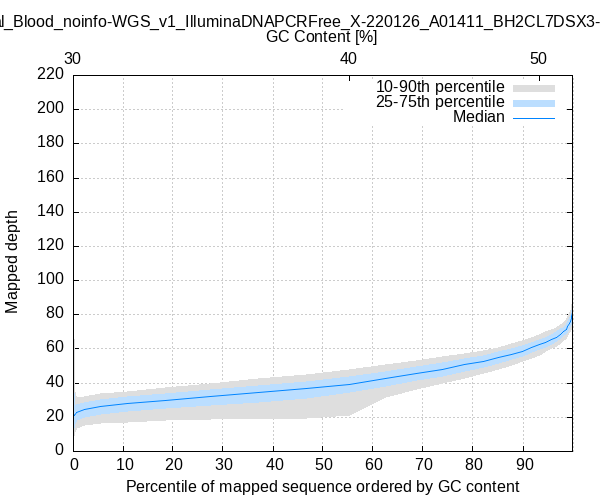 al_Blood_noinfo-WGS_v1_IlluminaDNAPCRFree_X-220126_A01411_BH2CL7DSX3-
GC Content [%]
30 40 50
220
200
180
160
140
120
100
80
60
40
20
0
Mapped depth
10-90th percentile
25-75th percentile
Median
0 10 20 30 40 50 60 70 80 90
Percentile of mapped sequence ordered by GC content